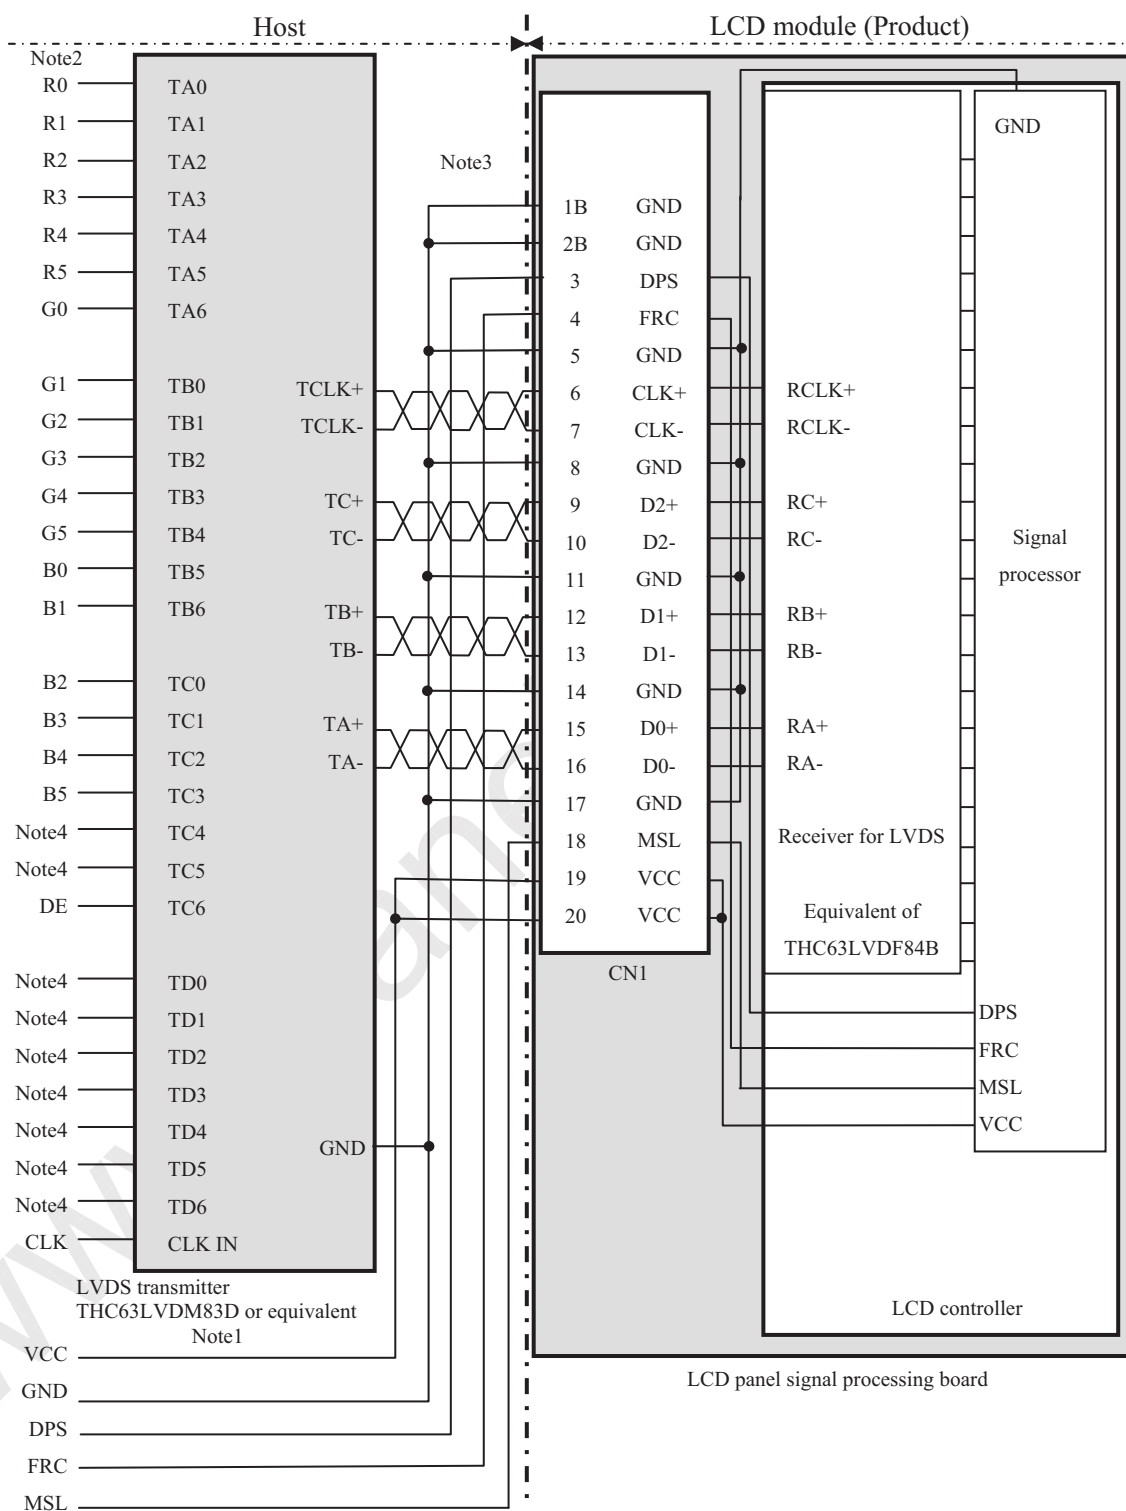 Host
LCD module (Product)
Note2
R0 TA0
R1 TA1
R2 TA2
R3 TA3
R4 TA4
R5 TA5
G0 TA6
G1 TB0
G2 TB1
G3 TB2
G4 TB3
G5 TB4
B0 TB5
B1 TB6
B2 TC0
B3 TC1
B4 TC2
B5 TC3
Note4 TC4
Note4 TC5
DE TC6
Note4 TD0
Note4 TD1
Note4 TD2
Note4 TD3
Note4 TD4
Note4 TD5
Note4 TD6
CLK CLK IN
TCLK+
TCLK-
TC+
TC-
TB+
TB-
TA+
TA-
GND
LVDS transmitter
THC63LVDM83D or equivalent
Note1
VCC
GND
DPS
FRC
MSL
Note3
1B GND
2B GND
3 DPS
4 FRC
5 GND
6 CLK+
7 CLK-
8 GND
9 D2+
10 D2-
11 GND
12 D1+
13 D1-
14 GND
15 D0+
16 D0-
17 GND
18 MSL
19 VCC
20 VCC
CN1
RCLK+
RCLK-
RC+
RC-
RB+
RB-
RA+
RA-
Receiver for LVDS
Equivalent of
THC63LVDF84B
GND
Signal
processor
DPS
FRC
MSL
VCC
LCD controller
LCD panel signal processing board